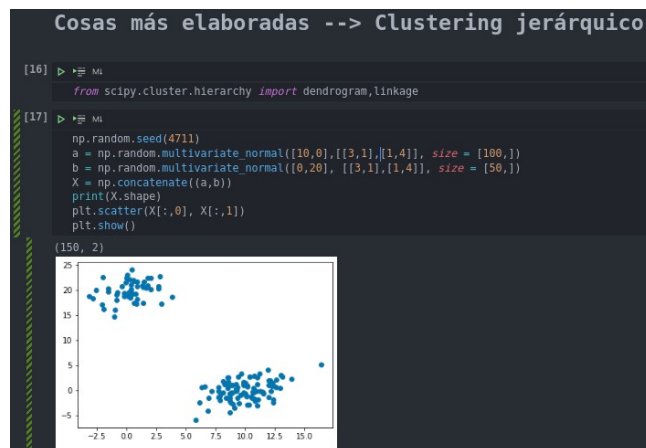 Cosas más elaboradas --> Clustering jerárquico
[16] M↓
from scipy.cluster.hierarchy import dendrogram,linkage
[17] M↓
np.random.seed(4711)
a = np.random.multivariate_normal([10,0],[[3,1],[1,4]], size = [100,])
b = np.random.multivariate_normal([0,20], [[3,1],[1,4]], size = [50,])
X = np.concatenate((a,b))
print(X.shape)
plt.scatter(X[:,0], X[:,1])
plt.show()
(150, 2)
25
20
15
10
5
0
−5
−2.5 0.0 2.5 5.0 7.5 10.0 12.5 15.0